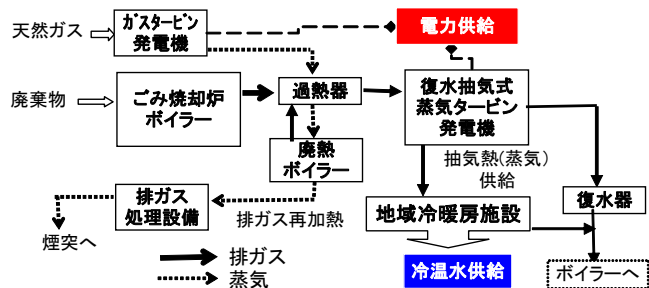 天然ガス
ガスタービン
発電機
電力供給
廃棄物
ごみ焼却炉
ボイラー
過熱器
復水抽気式
蒸気タービン
発電機
廃熱
ボイラー
抽気熱(蒸気)
供給
排ガス
処理設備
排ガス再加熱
地域冷暖房施設
復水器
煙突へ
排ガス
蒸気
冷温水供給
ボイラーへ